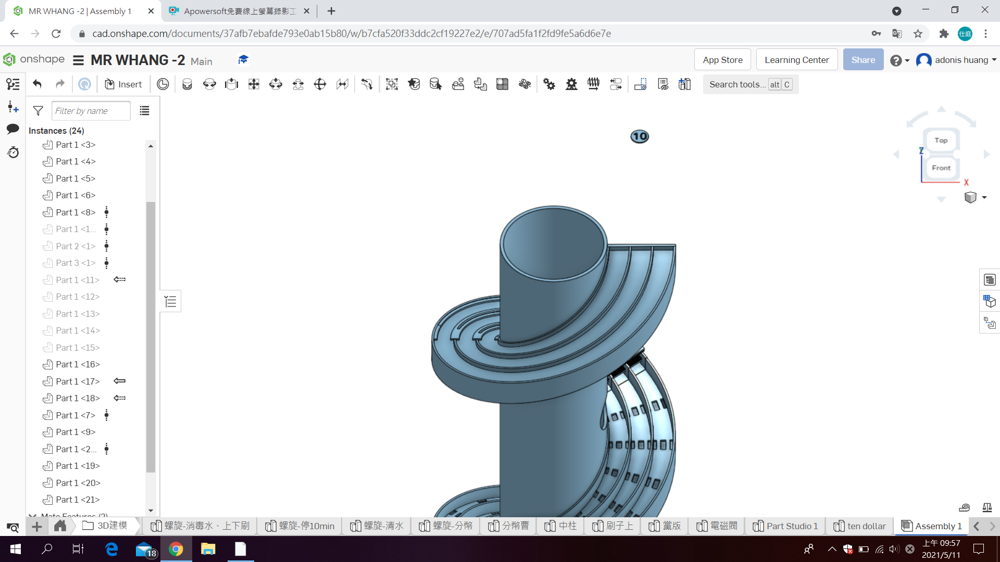 MR WHANG -2 | Assembly 1
Apowersoft免費線上螢幕錄影工
cad.onshape.com/documents/37afb7ebafde793e0ab15b80/w/b7cfa520f33ddc2cf19227e2/e/707ad5fa1f2fd9fe5a6d6e7e
仕庭
onshape
MR WHANG -2 Main
App Store
Learning Center
Share
adonis huang
Insert
Search tools... alt C
Filter by name
Instances (24)
Part 1 <3>
Part 1 <4>
Part 1 <5>
Part 1 <6>
Part 1 <8>
Part 1 <1...
Part 2 <1>
Part 3 <1>
Part 1 <11>
Part 1 <12>
Part 1 <13>
Part 1 <14>
Part 1 <15>
Part 1 <16>
Part 1 <17>
Part 1 <18>
Part 1 <7>
Part 1 <9>
Part 1 <2...
Part 1 <19>
Part 1 <20>
Part 1 <21>
Mate Features (2)
10
Top
Z
Front
X
3D建模
螺旋-消毒水、上下刷
螺旋-停10min
螺旋-清水
螺旋-分幣
分幣曹
中柱
刷子上
黨版
電磁閥
Part Studio 1
ten dollar
Assembly 1
18
上午 09:57
2021/5/11